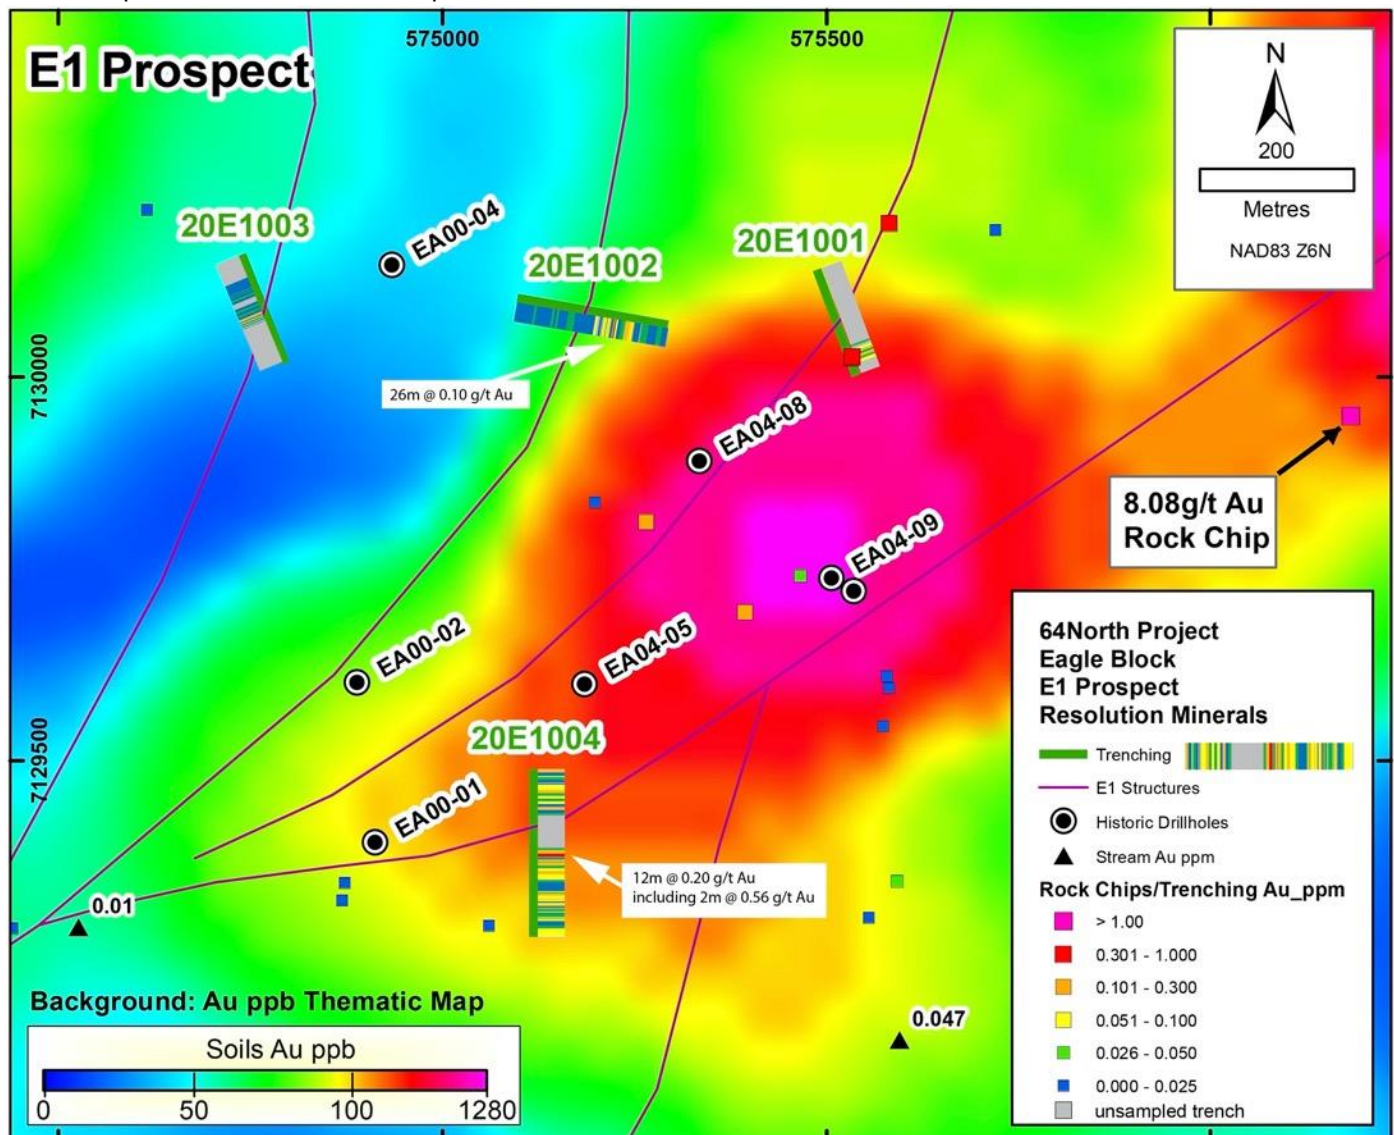 575000
575500
E1 Prospect
N
200
Metres
NAD83 Z6N
20E1003
EA00-04
20E1002
20E1001
7130000
26m @ 0.10 g/t Au
EA04-08
8.08g/t Au
Rock Chip
EA04-09
EA00-02
EA04-05
7129500
20E1004
EA00-01
12m @ 0.20 g/t Au
including 2m @ 0.56 g/t Au
0.01
0.047
64North Project
Eagle Block
E1 Prospect
Resolution Minerals
Trenching
E1 Structures
Historic Drillholes
Stream Au ppm
Rock Chips/Trenching Au_ppm
> 1.00
0.301 - 1.000
0.101 - 0.300
0.051 - 0.100
0.026 - 0.050
0.000 - 0.025
unsampled trench
Background: Au ppb Thematic Map
Soils Au ppb
0 50 100 1280